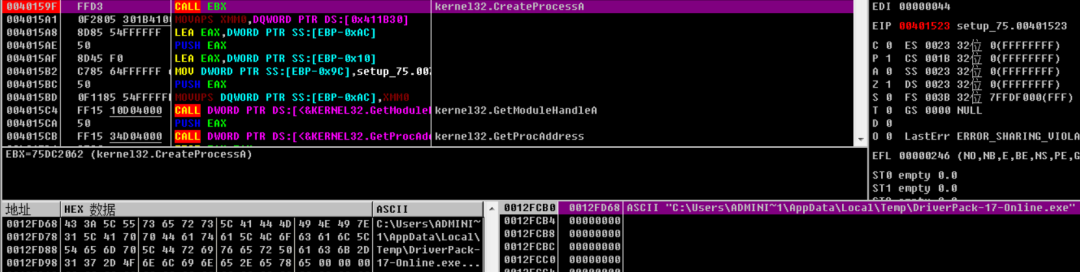 0040159F FFD3 CALL EBX kernel32.CreateProcessA
004015A1 0F2805 301B4100 MOVAPS XMM0,DQWORD PTR DS:[0x411B30]
004015A8 8D85 54FFFFFF LEA EAX,DWORD PTR SS:[EBP-0xAC]
004015AE 50 PUSH EAX
004015AF 8D45 F0 LEA EAX,DWORD PTR SS:[EBP-0x10]
004015B2 C785 64FFFFFF MOV DWORD PTR SS:[EBP-0x9C],setup_75.00
004015BC 50 PUSH EAX
004015BD 0F1185 54FFFFFF MOVUPS DQWORD PTR SS:[EBP-0xAC],XMM0
004015C4 FF15 10D04000 CALL DWORD PTR DS:[<&KERNEL32.GetModuleH kernel32.GetModuleHandleA
004015CA 50 PUSH EAX
004015CB FF15 34D04000 CALL DWORD PTR DS:[<&KERNEL32.GetProcAdd kernel32.GetProcAddress
EBX=75DC2062 (kernel32.CreateProcessA)
EDI 00000044
EIP 00401523 setup_75.00401523
C 0 ES 0023 32位 0(FFFFFFFF)
P 1 CS 001B 32位 0(FFFFFFFF)
A 0 SS 0023 32位 0(FFFFFFFF)
Z 1 DS 0023 32位 0(FFFFFFFF)
S 0 FS 003B 32位 7FFDF000(FFF)
T 0 GS 0000 NULL
D 0
O 0 LastErr ERROR_SHARING_VIOLA
EFL 00000246 (NO,NB,E,BE,NS,PE,G
ST0 empty 0.0
ST1 empty 0.0
地址 HEX 数据 ASCII
0012FD68 43 3A 5C 55 73 65 72 73 5C 41 44 4D 49 4E 49 7E C:\Users\ADMINI~
0012FD78 31 5C 41 70 70 44 61 74 61 5C 4C 6F 63 61 6C 5C 1\AppData\Local\
0012FD88 54 65 6D 70 5C 44 72 69 76 65 72 50 61 63 6B 2D Temp\DriverPack-
0012FD98 31 37 2D 4F 6E 6C 69 6E 65 2E 65 78 65 00 00 00 17-Online.exe...
0012FCB0 0012FD68 ASCII "C:\Users\ADMINI~1\AppData\Local\Temp\DriverPack-17-Online.exe"
0012FCB4 00000000
0012FCB8 00000000
0012FCBC 00000000
0012FCC0 00000000